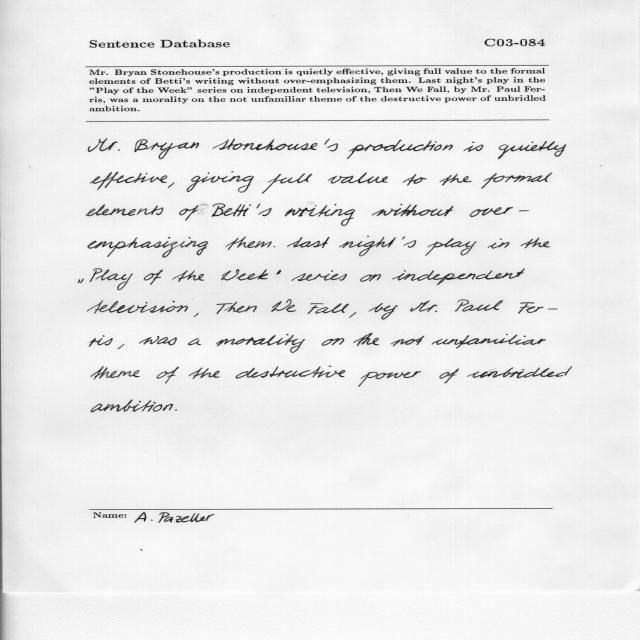 Sentence Database C03-084
Mr. Bryan Stonehouse's production is quietly effective, giving full value to the formal
elements of Betti's writing without over-emphasizing them. Last night's play in the
"Play of the Week" series on independent television, Then We Fall, by Mr. Paul Fer-
ris, was a morality on the not unfamiliar theme of the destructive power of unbridled
ambition.
Mr. Bryan Stonehouse's production is quietly
effective, giving full value to the formal
elements of Betti's writing without over-
emphasizing them. Last night's play in the
„Play of the Week" series on independent
television, Then We Fall, by Mr. Paul Fer-
ris, was a morality on the not unfamiliar
theme of the destructive power of unbridled
ambition.
Name: A. Pazeller